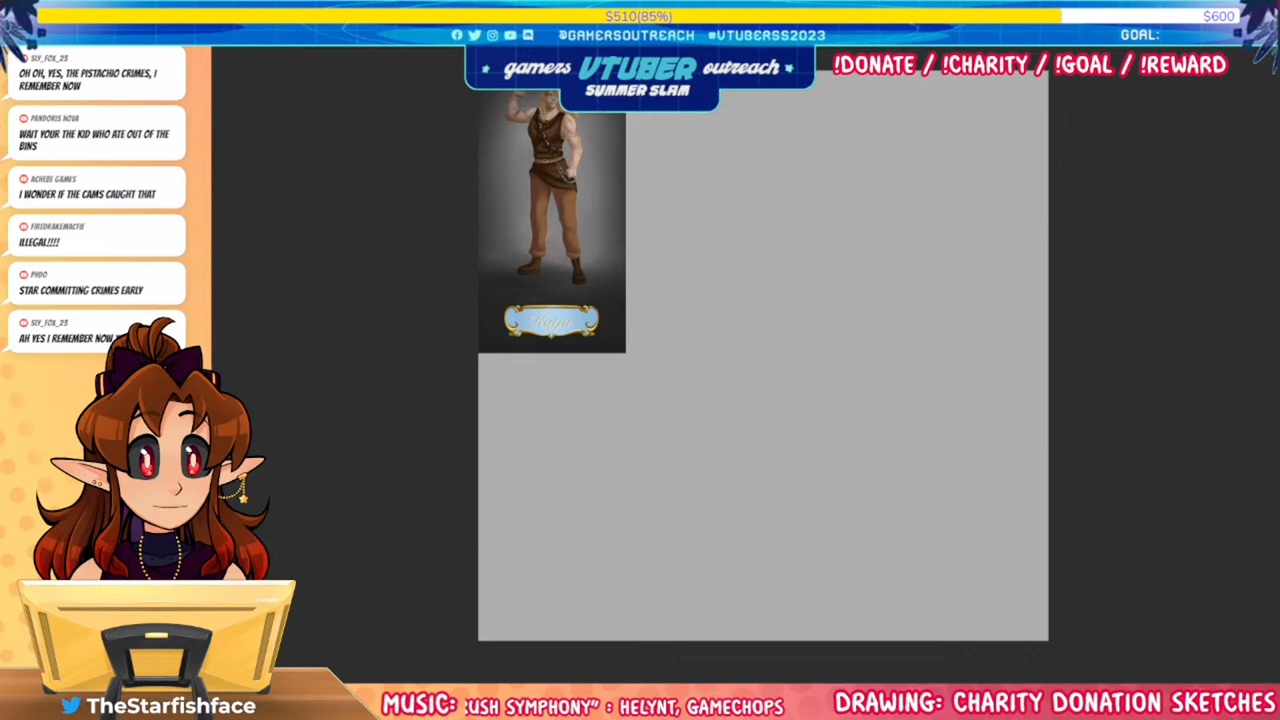 $510(85%)
$600
@GAMERSOUTREACH #VTUBERSS2023
GOAL:
gamers VTUBER outreach
SUMMER SLAM
!DONATE / !CHARITY / !GOAL / !REWARD
SLY_FOX_23
OH OH, YES, THE PISTACHIO CRIMES, I
REMEMBER NOW
PANDORIS NOVA
WAIT YOUR THE KID WHO ATE OUT OF THE
BINS
ACHEBE GAMES
I WONDER IF THE CAMS CAUGHT THAT
FIREDRAKEMACFIE
ILLEGAL!!!!
PHDO
STAR COMMITTING CRIMES EARLY
SLY_FOX_23
AH YES I REMEMBER NOW
TheStarfishface
MUSIC: USH SYMPHONY" : HELYNT, GAMECHOPS
DRAWING: CHARITY DONATION SKETCHES